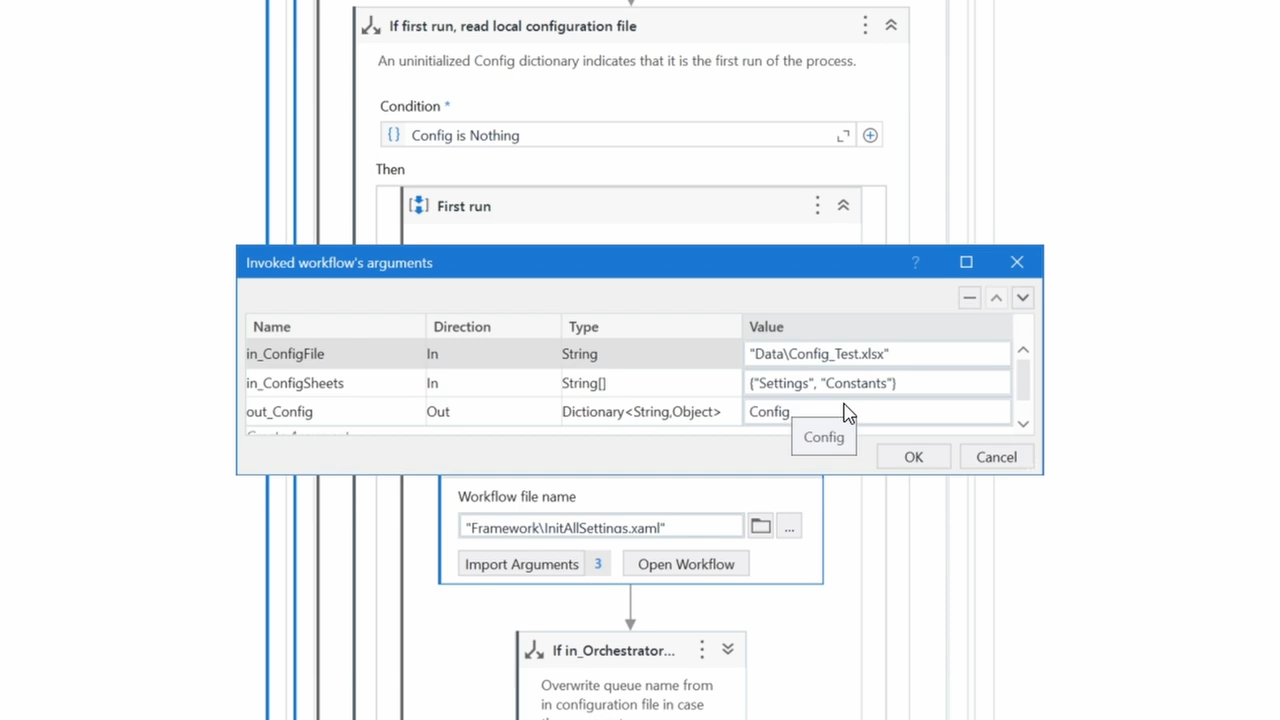 If first run, read local configuration file
An uninitialized Config dictionary indicates that it is the first run of the process.
Condition *
{} Config is Nothing
Then
First run
Invoked workflow's arguments
?
Name Direction Type Value
in_ConfigFile In String "Data\Config_Test.xlsx"
in_ConfigSheets In String[] {"Settings", "Constants"}
out_Config Out Dictionary<String,Object> Config
Config
OK Cancel
Workflow file name
"Framework\InitAllSettings.xaml"
...
Import Arguments 3 Open Workflow
If in_Orchestrator...
Overwrite queue name from
in configuration file in case